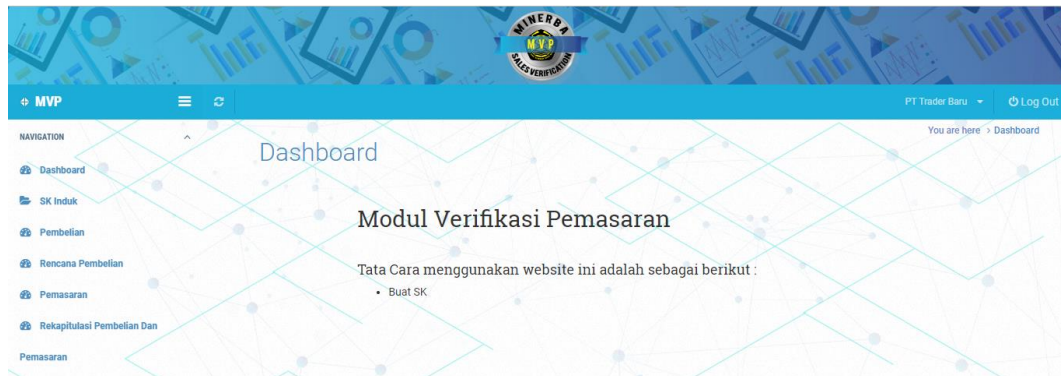 MINERBA
MVP
SALES VERIFICATION
MVP
PT Trader Baru
Log Out
NAVIGATION
You are here > Dashboard
Dashboard
Dashboard
SK Induk
Pembelian
Rencana Pembelian
Pemasaran
Rekapitulasi Pembelian Dan
Pemasaran
Modul Verifikasi Pemasaran
Tata Cara menggunakan website ini adalah sebagai berikut :
• Buat SK